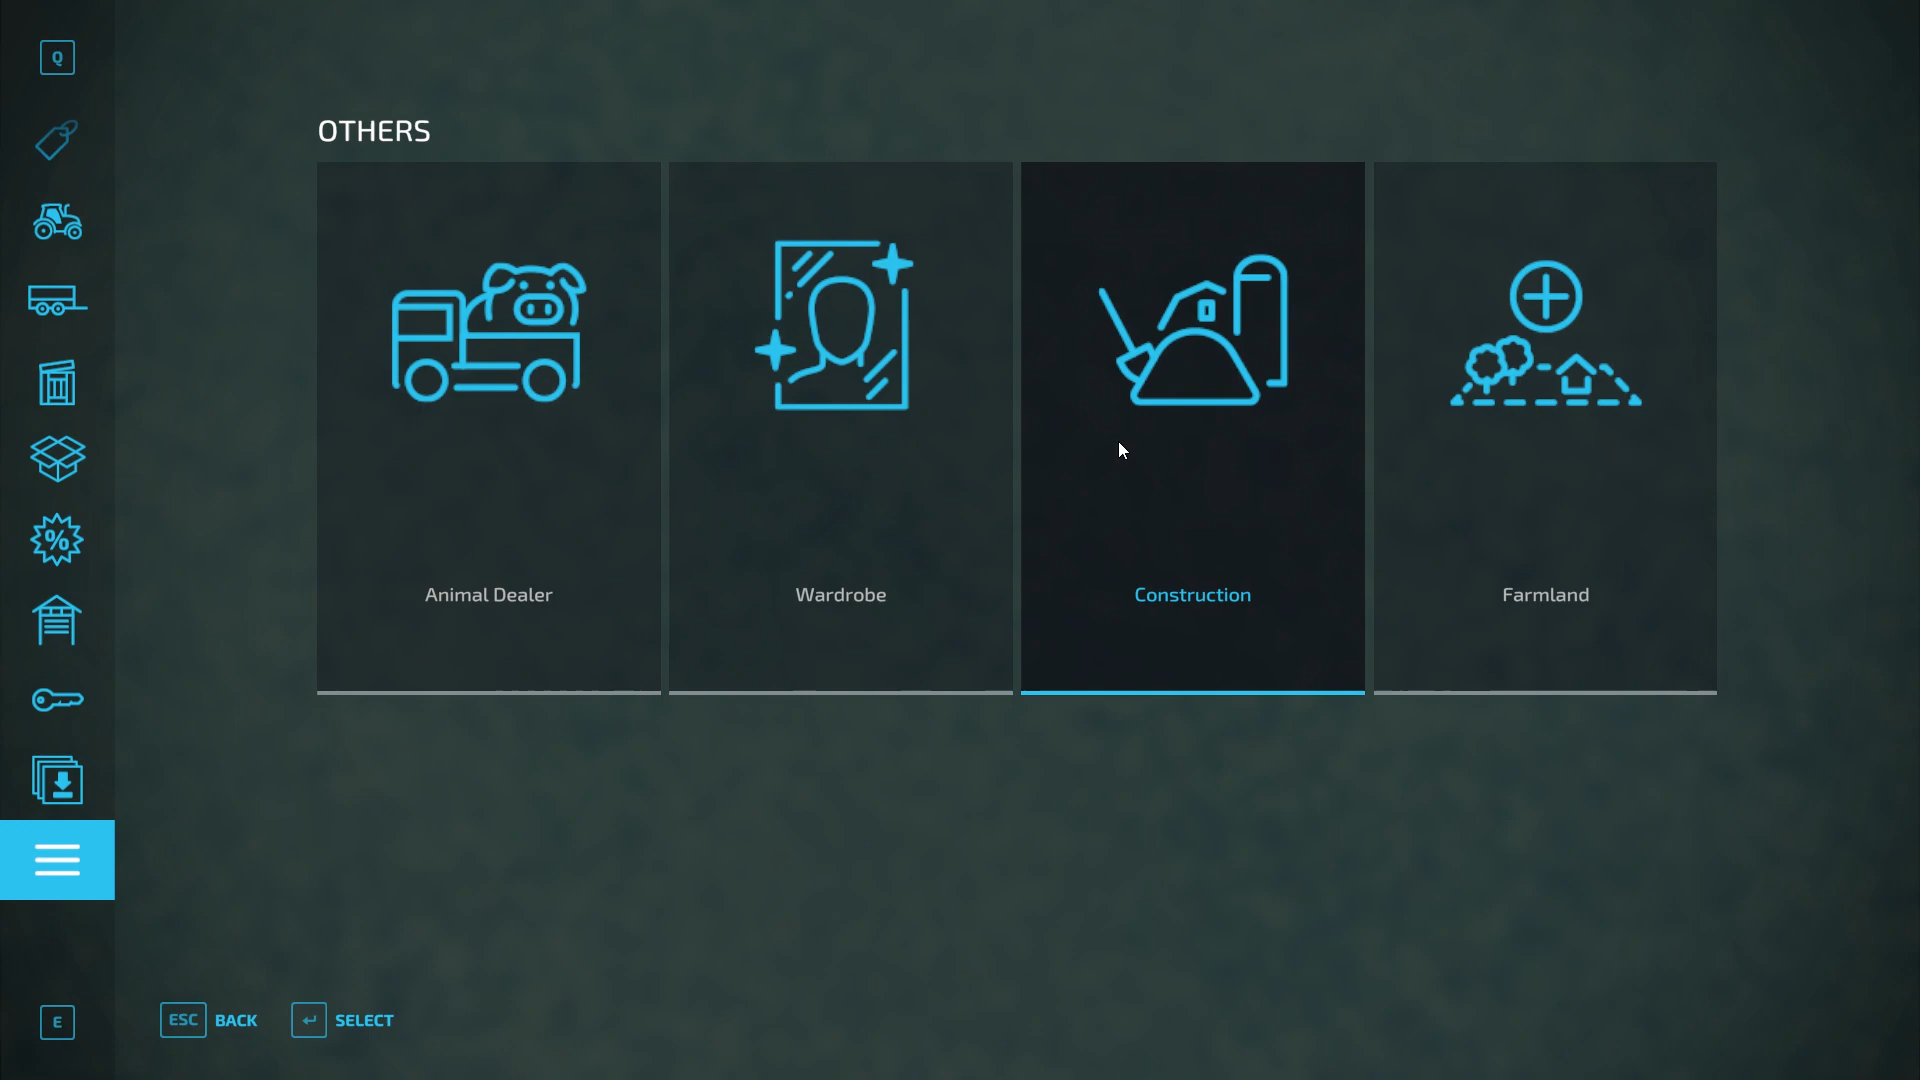 Q
OTHERS
%
Animal Dealer
Wardrobe
Construction
Farmland
E
ESC BACK
↵ SELECT